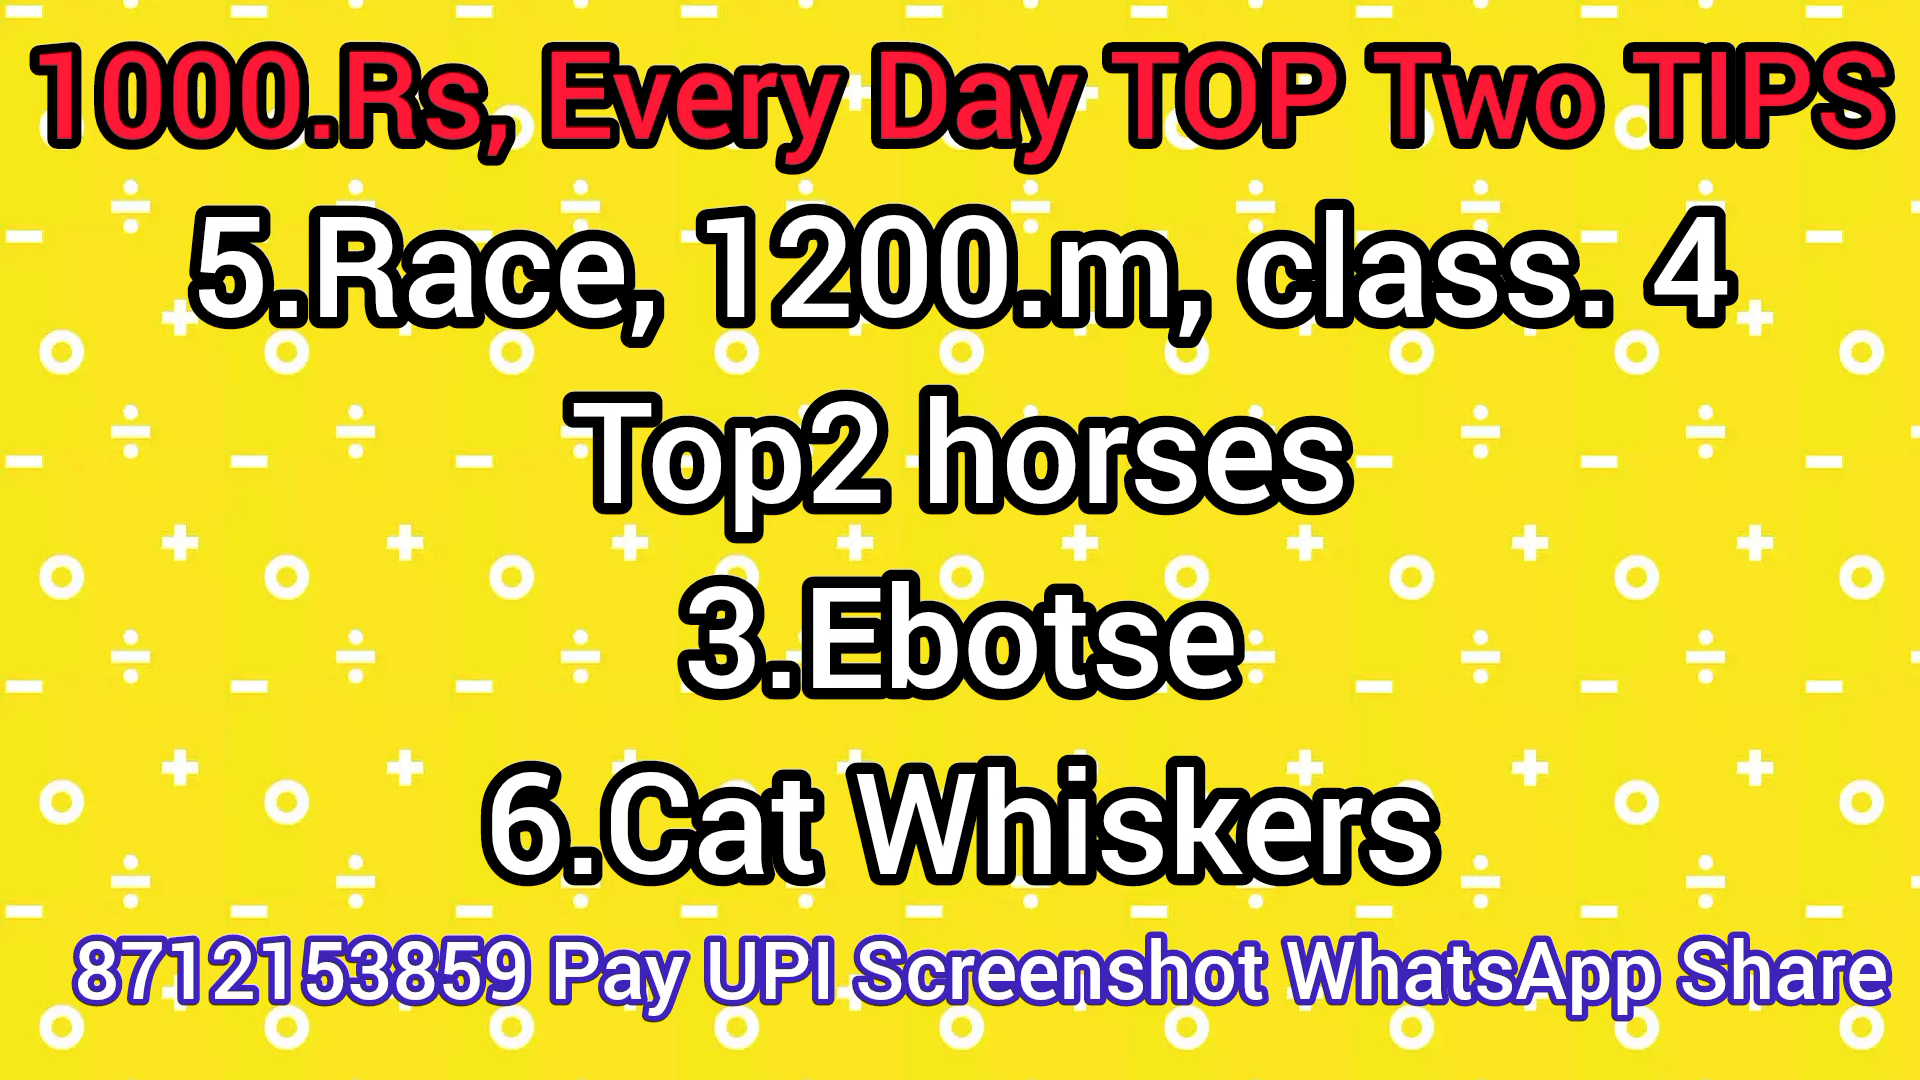 1000.Rs, Every Day TOP Two TIPS
5.Race, 1200.m, class. 4
Top2 horses
3.Ebotse
6.Cat Whiskers
8712153859 Pay UPI Screenshot WhatsApp Share